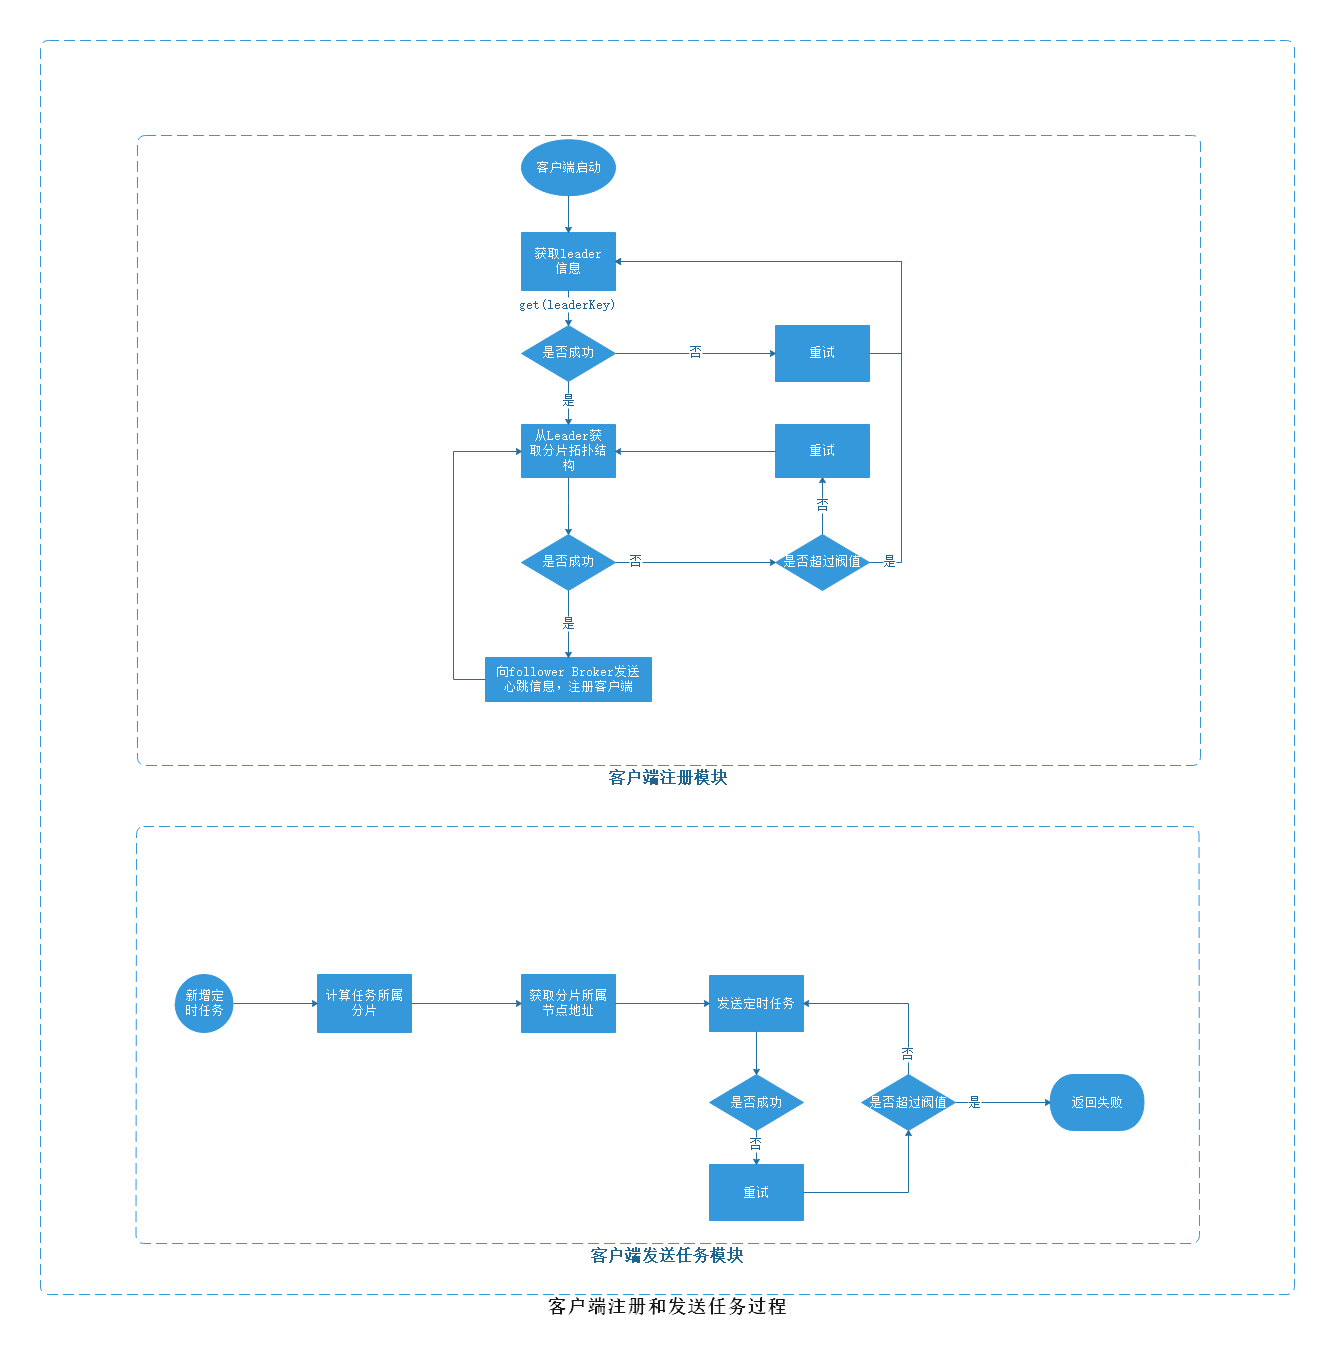 客户端启动
获取leader
信息
get(leaderKey)
是否成功
否
重试
是
从Leader获
取分片拓扑结
构
重试
否
是否成功
否
是否超过阀值
是
是
向follower Broker发送
心跳信息，注册客户端
客户端注册模块
新增定
时任务
计算任务所属
分片
获取分片所属
节点地址
发送定时任务
否
是否成功
是否超过阀值
是
返回失败
否
重试
客户端发送任务模块
客户端注册和发送任务过程